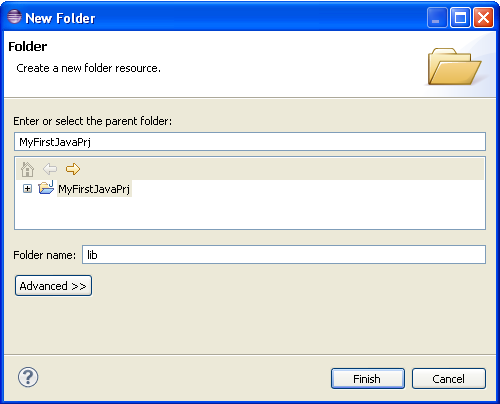 New Folder
Folder
Create a new folder resource.
Enter or select the parent folder:
MyFirstJavaPrj
MyFirstJavaPrj
Folder name: lib
Advanced >>
Finish Cancel